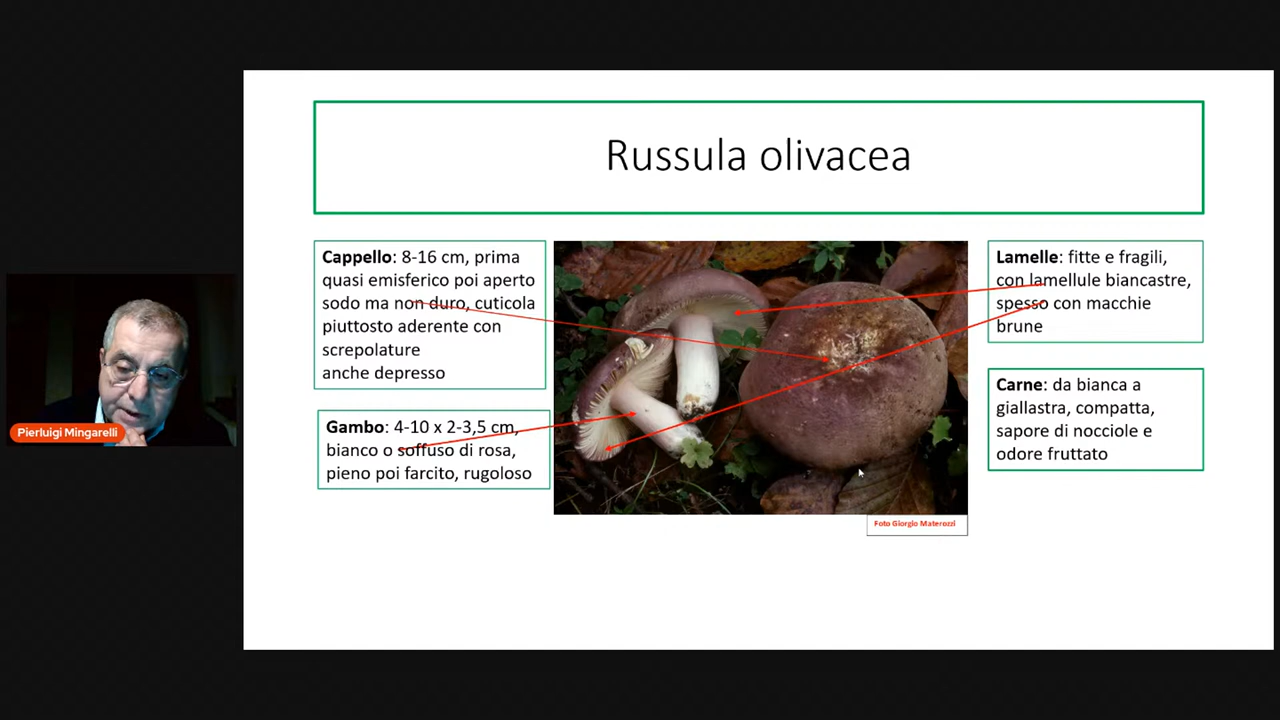 Russula olivacea
Cappello: 8-16 cm, prima
quasi emisferico poi aperto
sodo ma non duro, cuticola
piuttosto aderente con
screpolature
anche depresso
Gambo: 4-10 x 2-3,5 cm,
bianco o soffuso di rosa,
pieno poi farcito, rugoloso
Lamelle: fitte e fragili,
con lamellule biancastre,
spesso con macchie
brune
Carne: da bianca a
giallastra, compatta,
sapore di nocciole e
odore fruttato
Foto Giorgio Materozzi
Pierluigi Mingarelli